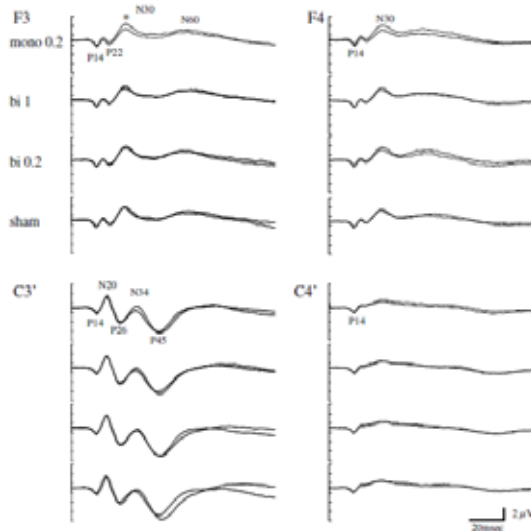 F3
N30
N60
*
mono 0.2
P14
P22
bi 1
bi 0.2
sham
F4
N30
P14
C3'
N20
N34
P14
P26
P45
C4'
P14
2 μV
20msec